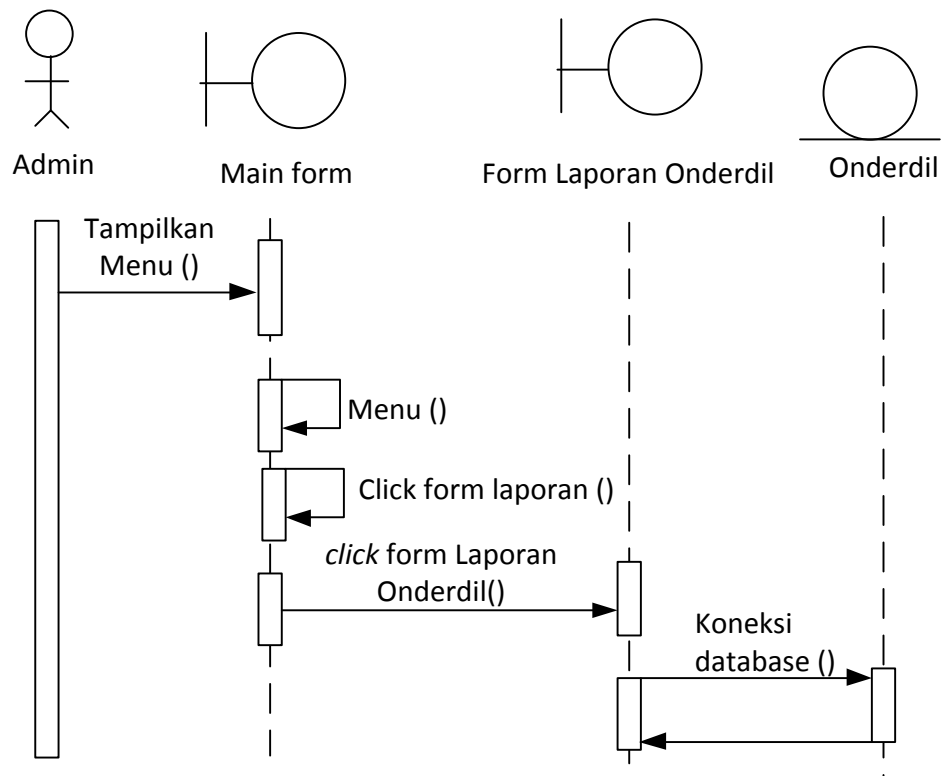 Admin
Main form
Form Laporan Onderdil
Onderdil
Tampilkan
Menu ()
Menu ()
Click form laporan ()
click form Laporan
Onderdil()
Koneksi
database ()